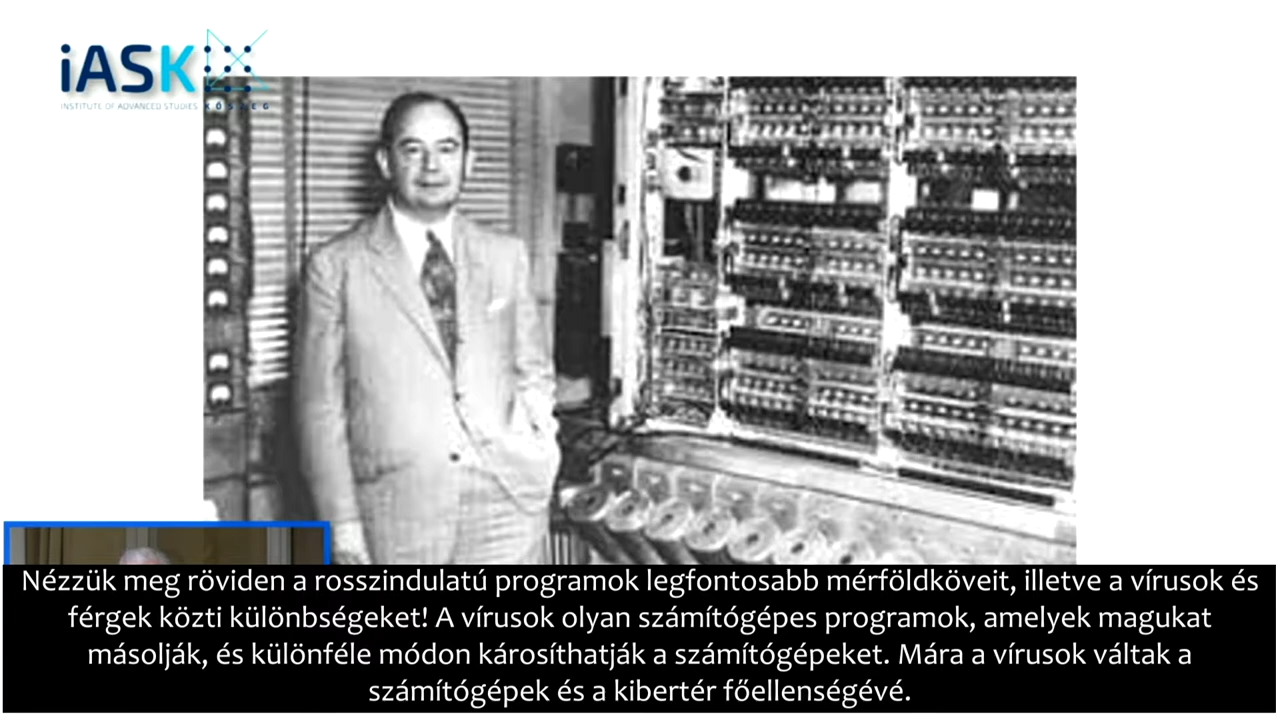 iASK
INSTITUTE OF ADVANCED STUDIES KŐSZEG
Nézzük meg röviden a rosszindulatú programok legfontosabb mérföldköveit, illetve a vírusok és
férgek közti különbségeket! A vírusok olyan számítógépes programok, amelyek magukat
másolják, és különféle módon károsíthatják a számítógépeket. Mára a vírusok váltak a
számítógépek és a kibertér főellenségévé.